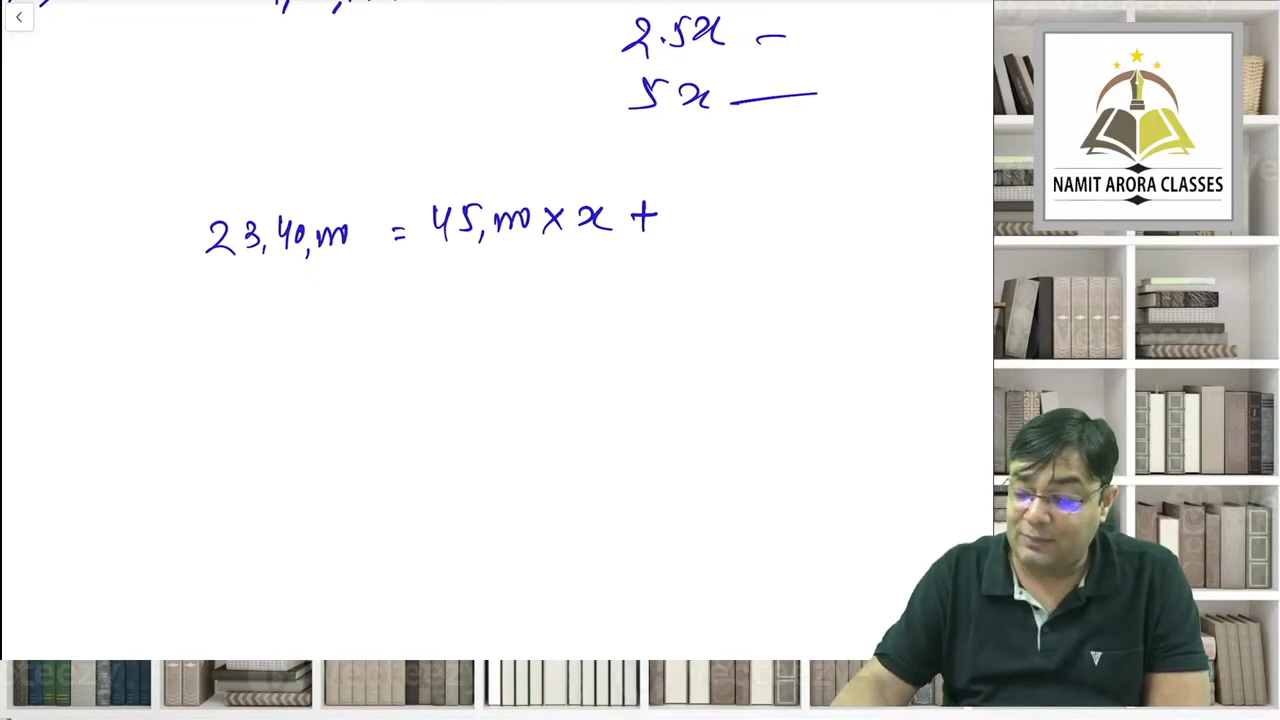 2.5x –
5x —
23,40,000 = 45,000 × x +
NAMIT ARORA CLASSES